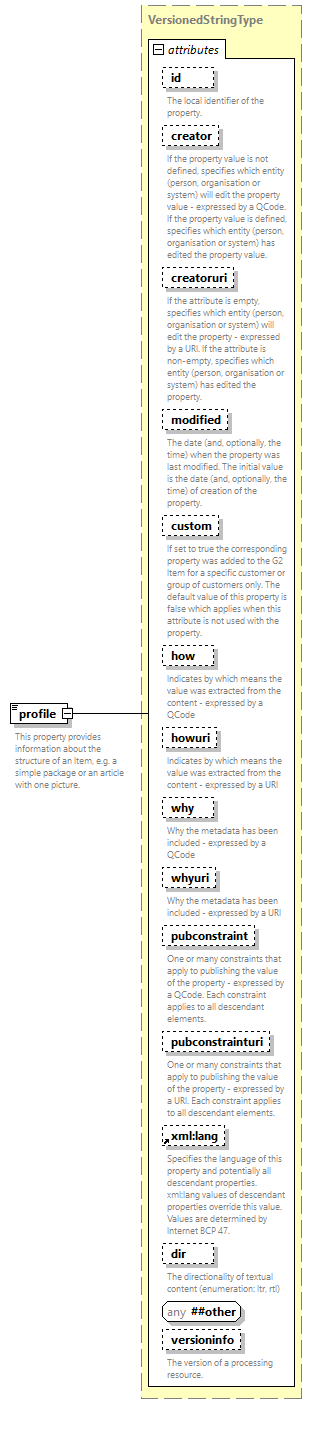 VersionedStringType
attributes
id
The local identifier of the
property.
creator
If the property value is not
defined, specifies which entity
(person, organisation or
system) will edit the property
value - expressed by a QCode.
If the property value is defined,
specifies which entity (person,
organisation or system) has
edited the property value.
creatoruri
If the attribute is empty,
specifies which entity (person,
organisation or system) will
edit the property - expressed
by a URI. If the attribute is
non-empty, specifies which
entity (person, organisation or
system) has edited the
property.
modified
The date (and, optionally, the
time) when the property was
last modified. The initial value
is the date (and, optionally, the
time) of creation of the
property.
custom
If set to true the corresponding
property was added to the G2
Item for a specific customer or
group of customers only. The
default value of this property is
false which applies when this
attribute is not used with the
property.
how
Indicates by which means the
value was extracted from the
content - expressed by a
QCode
profile
This property provides
information about the
structure of an Item, e.g. a
simple package or an article
with one picture.
howuri
Indicates by which means the
value was extracted from the
content - expressed by a URI
why
Why the metadata has been
included - expressed by a
QCode
whyuri
Why the metadata has been
included - expressed by a URI
pubconstraint
One or many constraints that
apply to publishing the value
of the property - expressed by
a QCode. Each constraint
applies to all descendant
elements.
pubconstrainturi
One or many constraints that
apply to publishing the value
of the property - expressed by
a URI. Each constraint applies
to all descendant elements.
xml:lang
Specifies the language of this
property and potentially all
descendant properties.
xml:lang values of descendant
properties override this value.
Values are determined by
Internet BCP 47.
dir
The directionality of textual
content (enumeration: ltr, rtl)
any ##other
versioninfo
The version of a processing
resource.